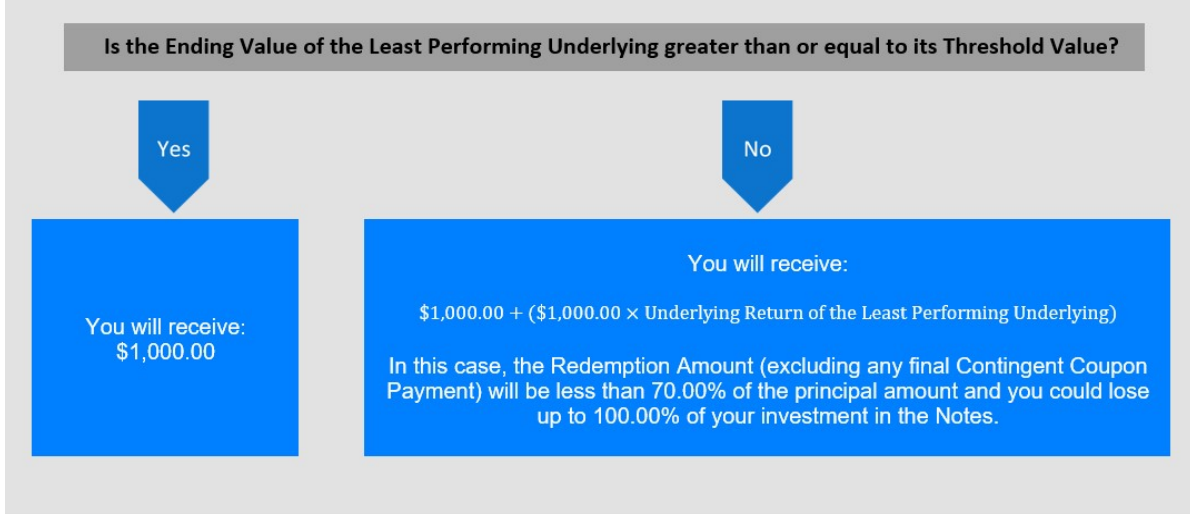 Is the Ending Value of the Least Performing Underlying greater than or equal to its Threshold Value?
Yes
No
You will receive:
$1,000.00
You will receive:
$1,000.00 + ($1,000.00 × Underlying Return of the Least Performing Underlying)
In this case, the Redemption Amount (excluding any final Contingent Coupon
Payment) will be less than 70.00% of the principal amount and you could lose
up to 100.00% of your investment in the Notes.